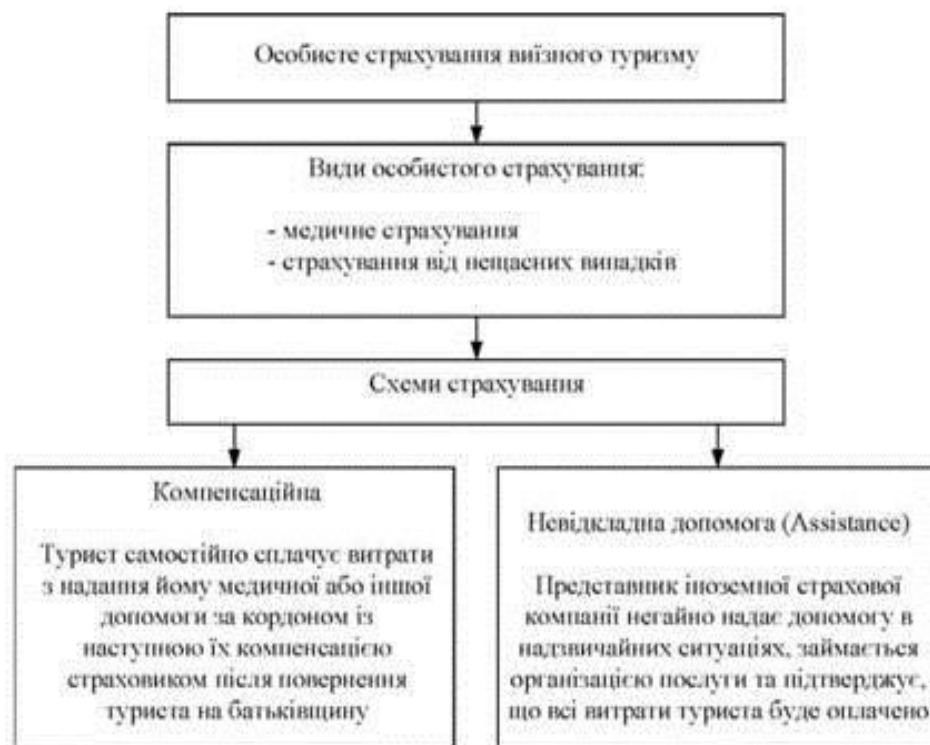 Особисте страхування виїзного туризму
Види особистого страхування:
- медичне страхування
- страхування від нещасних випадків
Схеми страхування
Компенсаційна
Турист самостійно сплачує витрати
з надання йому медичної або іншої
допомоги за кордоном із
наступною їх компенсацією
страховиком після повернення
туриста на батьківщину
Невідкладна допомога (Assistance)
Представник іноземної страхової
компанії негайно надає допомогу в
надзвичайних ситуаціях, займається
організацією послуги та підтверджує,
що всі витрати туриста буде оплачено